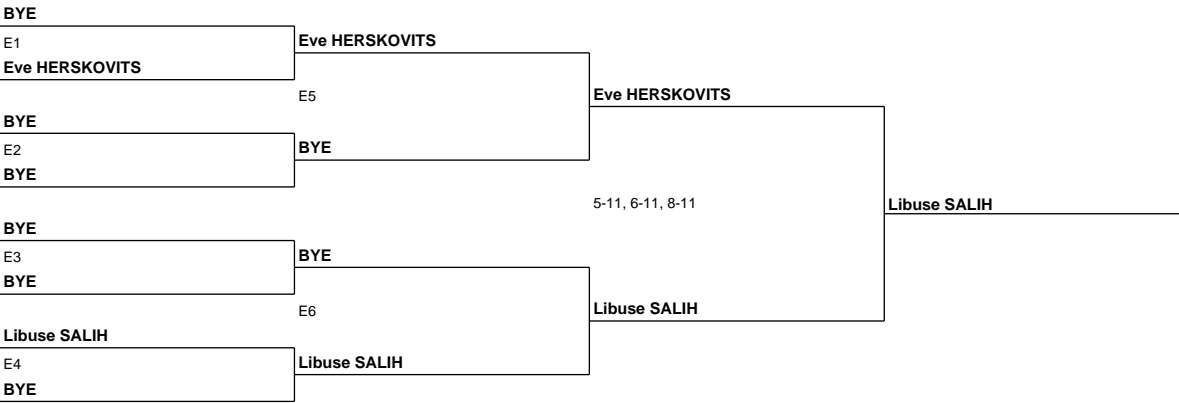 BYE
E1
Eve HERSKOVITS
Eve HERSKOVITS
E5
Eve HERSKOVITS
BYE
E2
BYE
BYE
5-11, 6-11, 8-11
Libuse SALIH
BYE
E3
BYE
BYE
E6
Libuse SALIH
Libuse SALIH
E4
BYE
Libuse SALIH